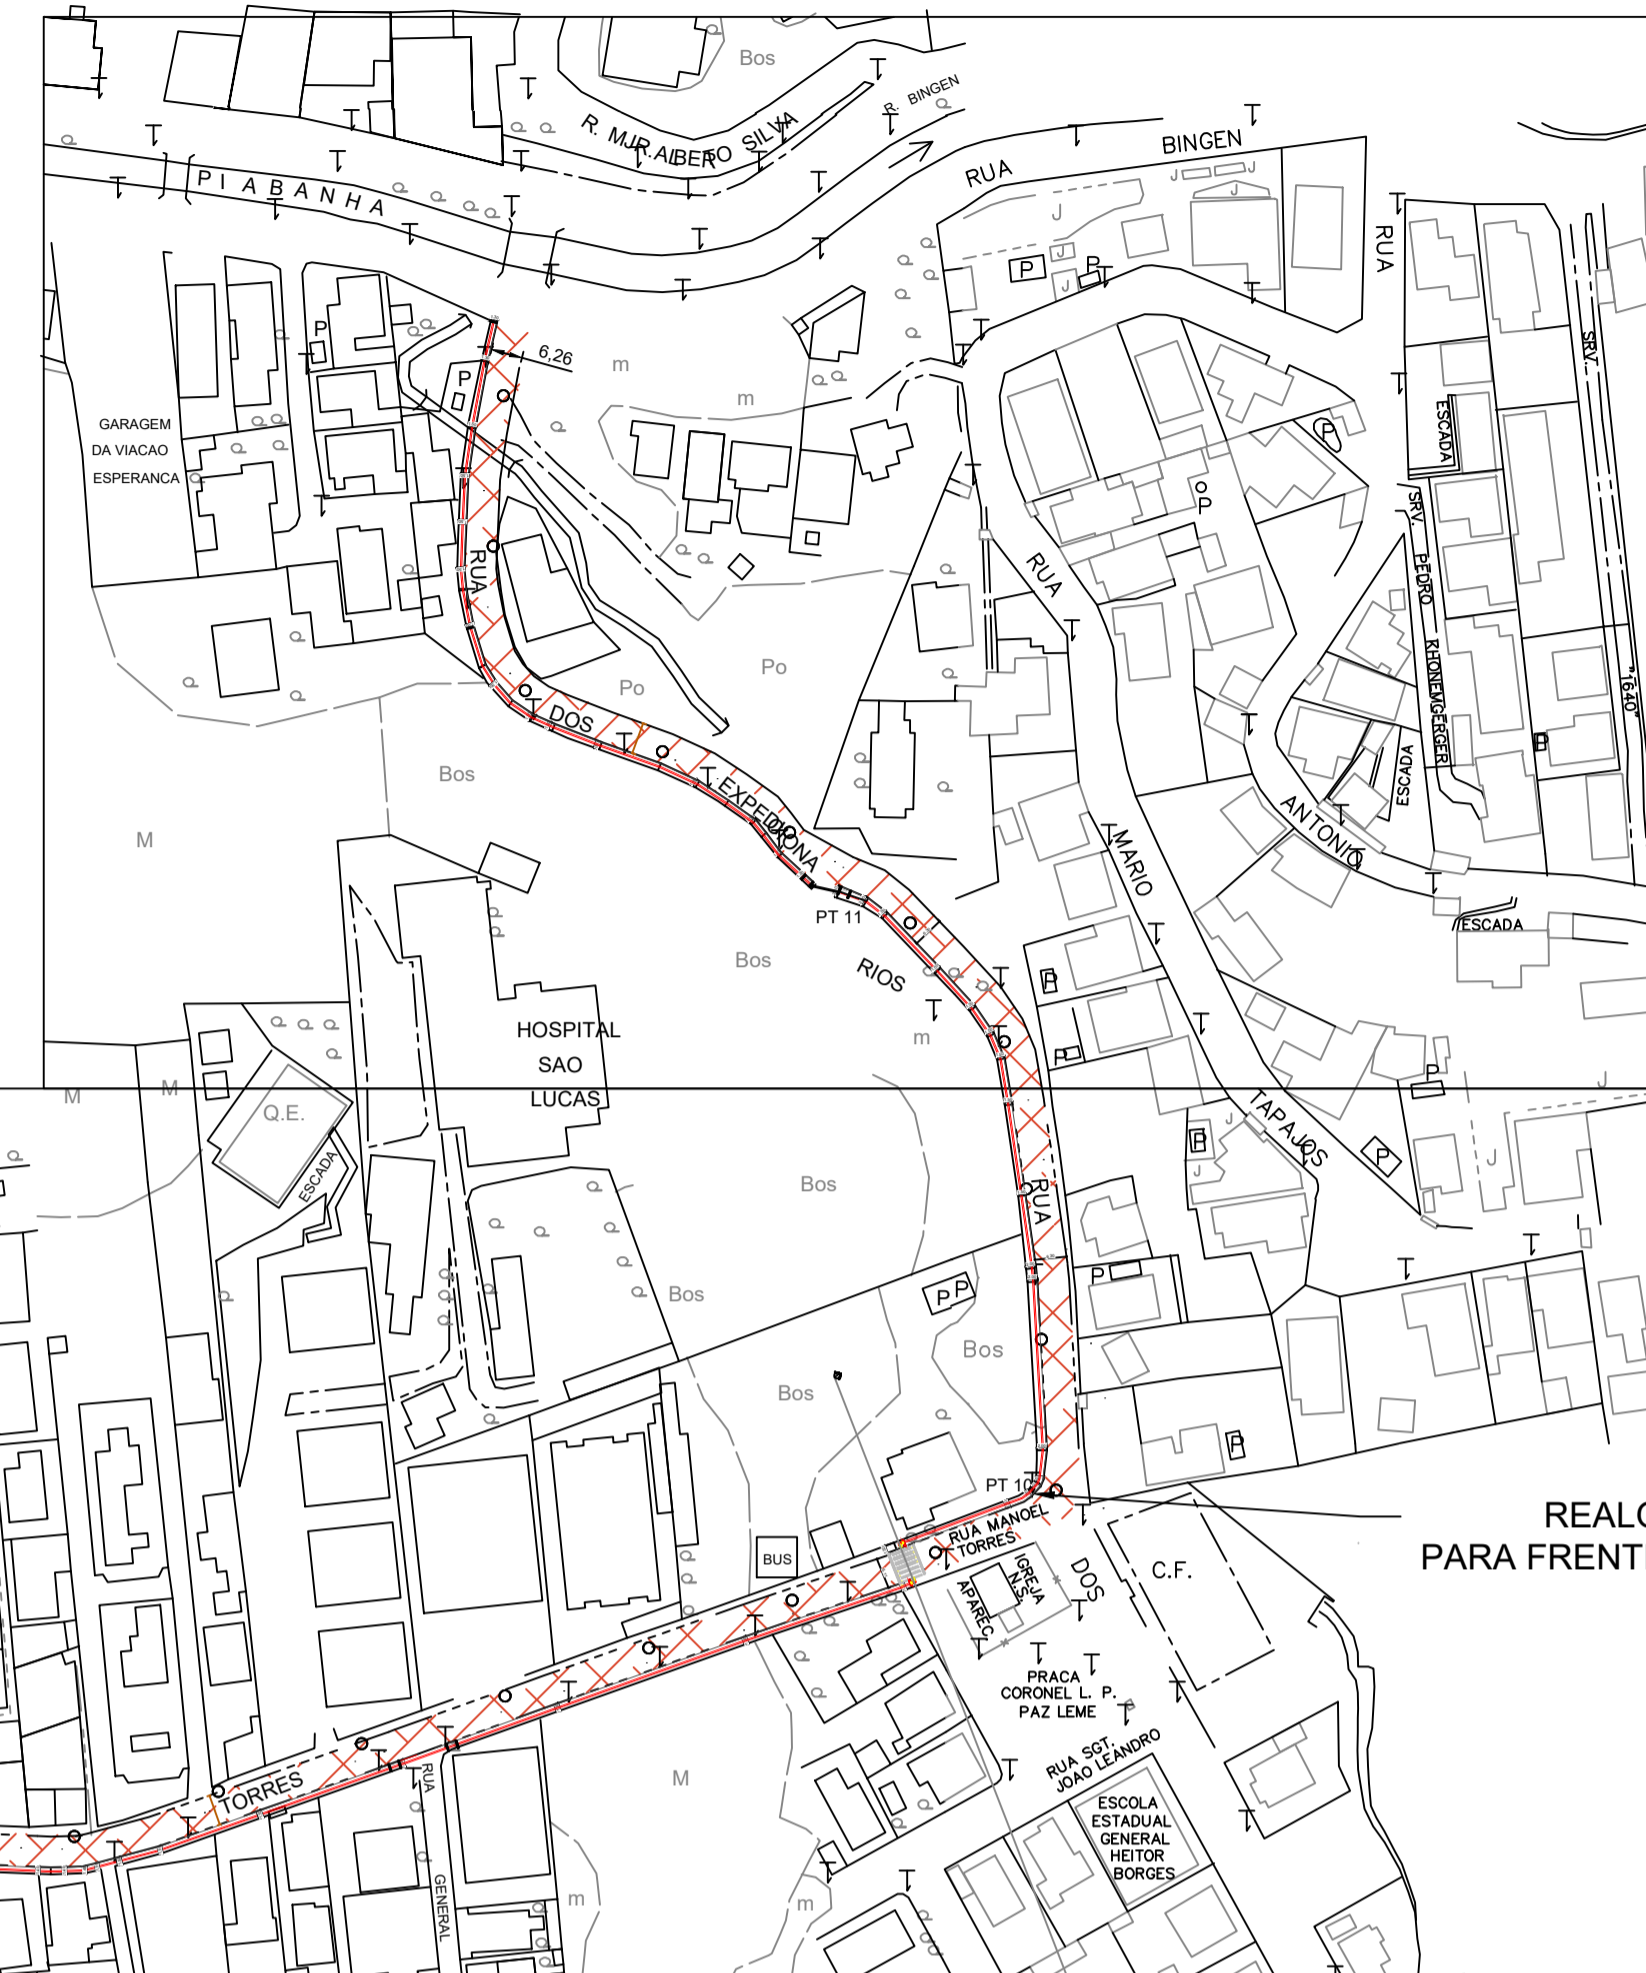 Bos
R. BINGEN
R. MJR. ALBERTO SILVA
BINGEN
RUA
PIABANHA
J
J
J
J
RUA
J
J
P
P
P
6,26
m
SRV.
P
m
GARAGEM
DA VIACAO
ESPERANCA
ESCADA
P
P
SRV. PEDRO RHONEMGERGER
RUA
RUA
Po
Po
"1640"
DOS
P
Bos
EXPEDICIONA
ESCADA
ANTONIO
M
MARIO
PT 11
ESCADA
Bos
RIOS
P
HOSPITAL
SAO
LUCAS
m
P
P
M
M
J
Q.E.
TAPAJOS
J
P
P
ESCADA
J
J
Bos
RUA
P
Bos
P P
Bos
Bos
P
PT 10
REALO
RUA MANOEL
TORRES
PARA FRENT
BUS
IGREJA
N.S.
APAREC.
DOS
C.F.
PRACA
CORONEL L. P.
PAZ LEME
RUA SGT.
JOAO LEANDRO
M
RUA
TORRES
ESCOLA
ESTADUAL
GENERAL
HEITOR
BORGES
GENERAL
m
m